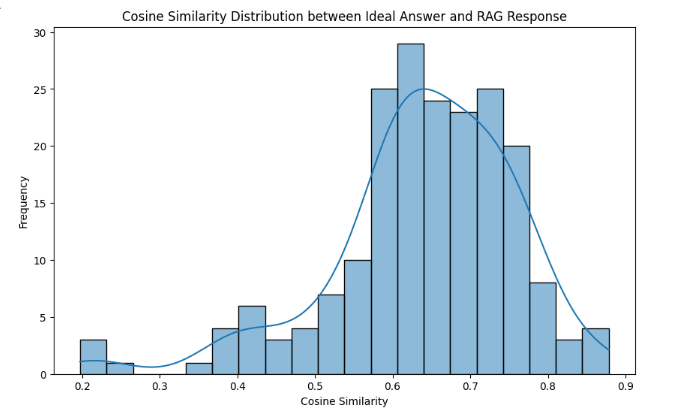 Cosine Similarity Distribution between Ideal Answer and RAG Response
30
25
20
15
10
5
0
Frequency
0.2 0.3 0.4 0.5 0.6 0.7 0.8 0.9
Cosine Similarity